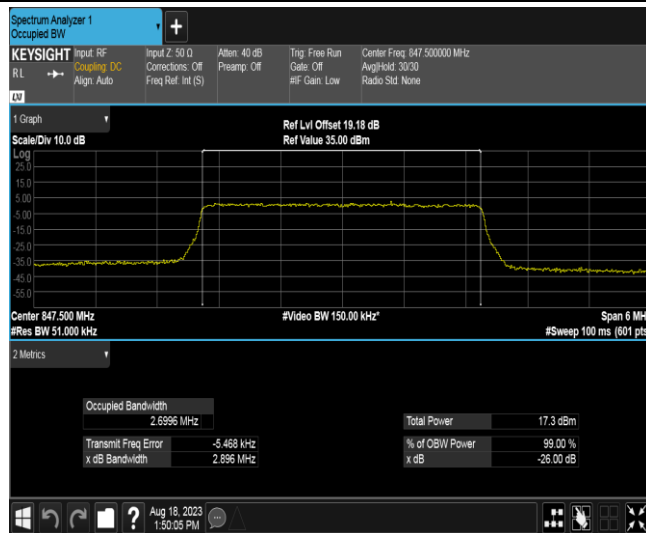 Spectrum Analyzer 1
Occupied BW
+
KEYSIGHT
RL
Input: RF
Coupling: DC
Align: Auto
Input Z: 50 Ω
Corrections: Off
Freq Ref: Int (S)
Atten: 40 dB
Preamp: Off
Trig: Free Run
Gate: Off
#IF Gain: Low
Center Freq: 847.500000 MHz
Avg|Hold: 30/30
Radio Std: None
1 Graph
Scale/Div 10.0 dB
Ref Lvl Offset 19.18 dB
Ref Value 35.00 dBm
Log
25.0
15.0
5.00
-5.00
-15.0
-25.0
-35.0
-45.0
-55.0
Center 847.500 MHz
#Res BW 51.000 kHz
#Video BW 150.00 kHz*
Span 6 MH
#Sweep 100 ms (601 pts
2 Metrics
Occupied Bandwidth
2.6996 MHz
Transmit Freq Error -5.468 kHz
x dB Bandwidth 2.896 MHz
Total Power 17.3 dBm
% of OBW Power 99.00 %
x dB -26.00 dB
?
Aug 18, 2023
1:50:05 PM